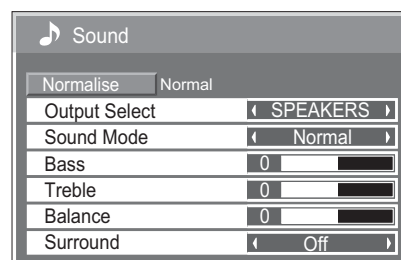 Sound
Normalise Normal
Output Select SPEAKERS
Sound Mode Normal
Bass 0
Treble 0
Balance 0
Surround Off